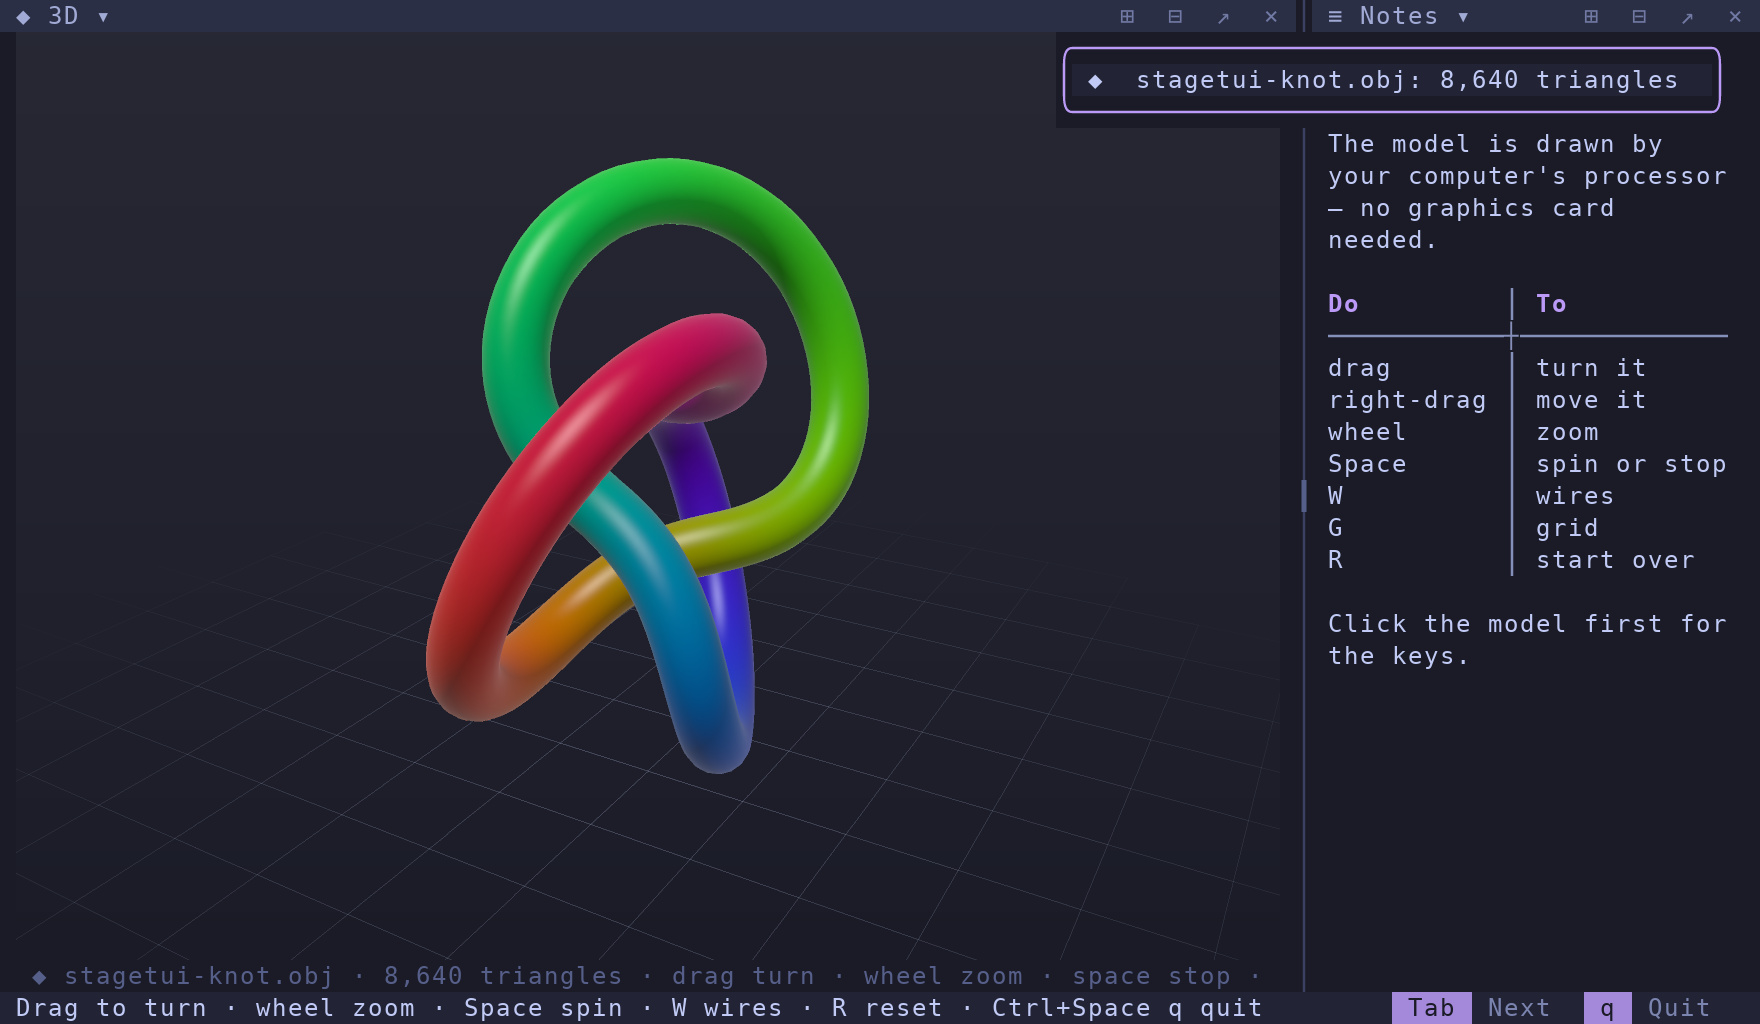 ◆ 3D ▾ ⊞ ⊟ ↗ ×
≡ Notes ▾ ⊞ ⊟ ↗ ×
◆ stagetui-knot.obj: 8,640 triangles
The model is drawn by
your computer's processor
— no graphics card
needed.
Do To
drag turn it
right-drag move it
wheel zoom
Space spin or stop
W wires
G grid
R start over
Click the model first for
the keys.
◆ stagetui-knot.obj · 8,640 triangles · drag turn · wheel zoom · space stop ·
Drag to turn · wheel zoom · Space spin · W wires · R reset · Ctrl+Space q quit Tab Next q Quit